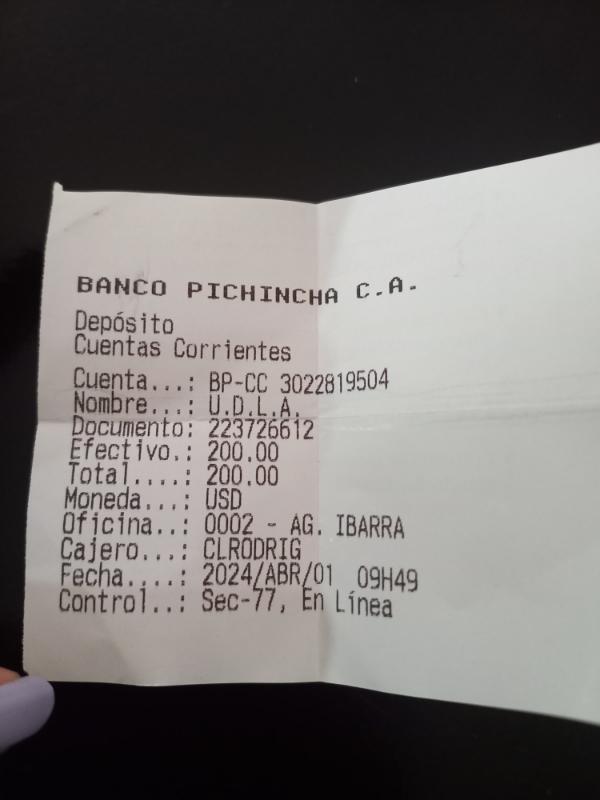 BANCO PICHINCHA C.A.
Depósito
Cuentas Corrientes
Cuenta...: BP-CC 3022819504
Nombre...: U.D.L.A.
Documento: 223726612
Efectivo.: 200.00
Total....: 200.00
Moneda...: USD
Oficina..: 0002 - AG. IBARRA
Cajero...: CLRODRIG
Fecha....: 2024/ABR/01 09H49
Control..: Sec-77, En Línea